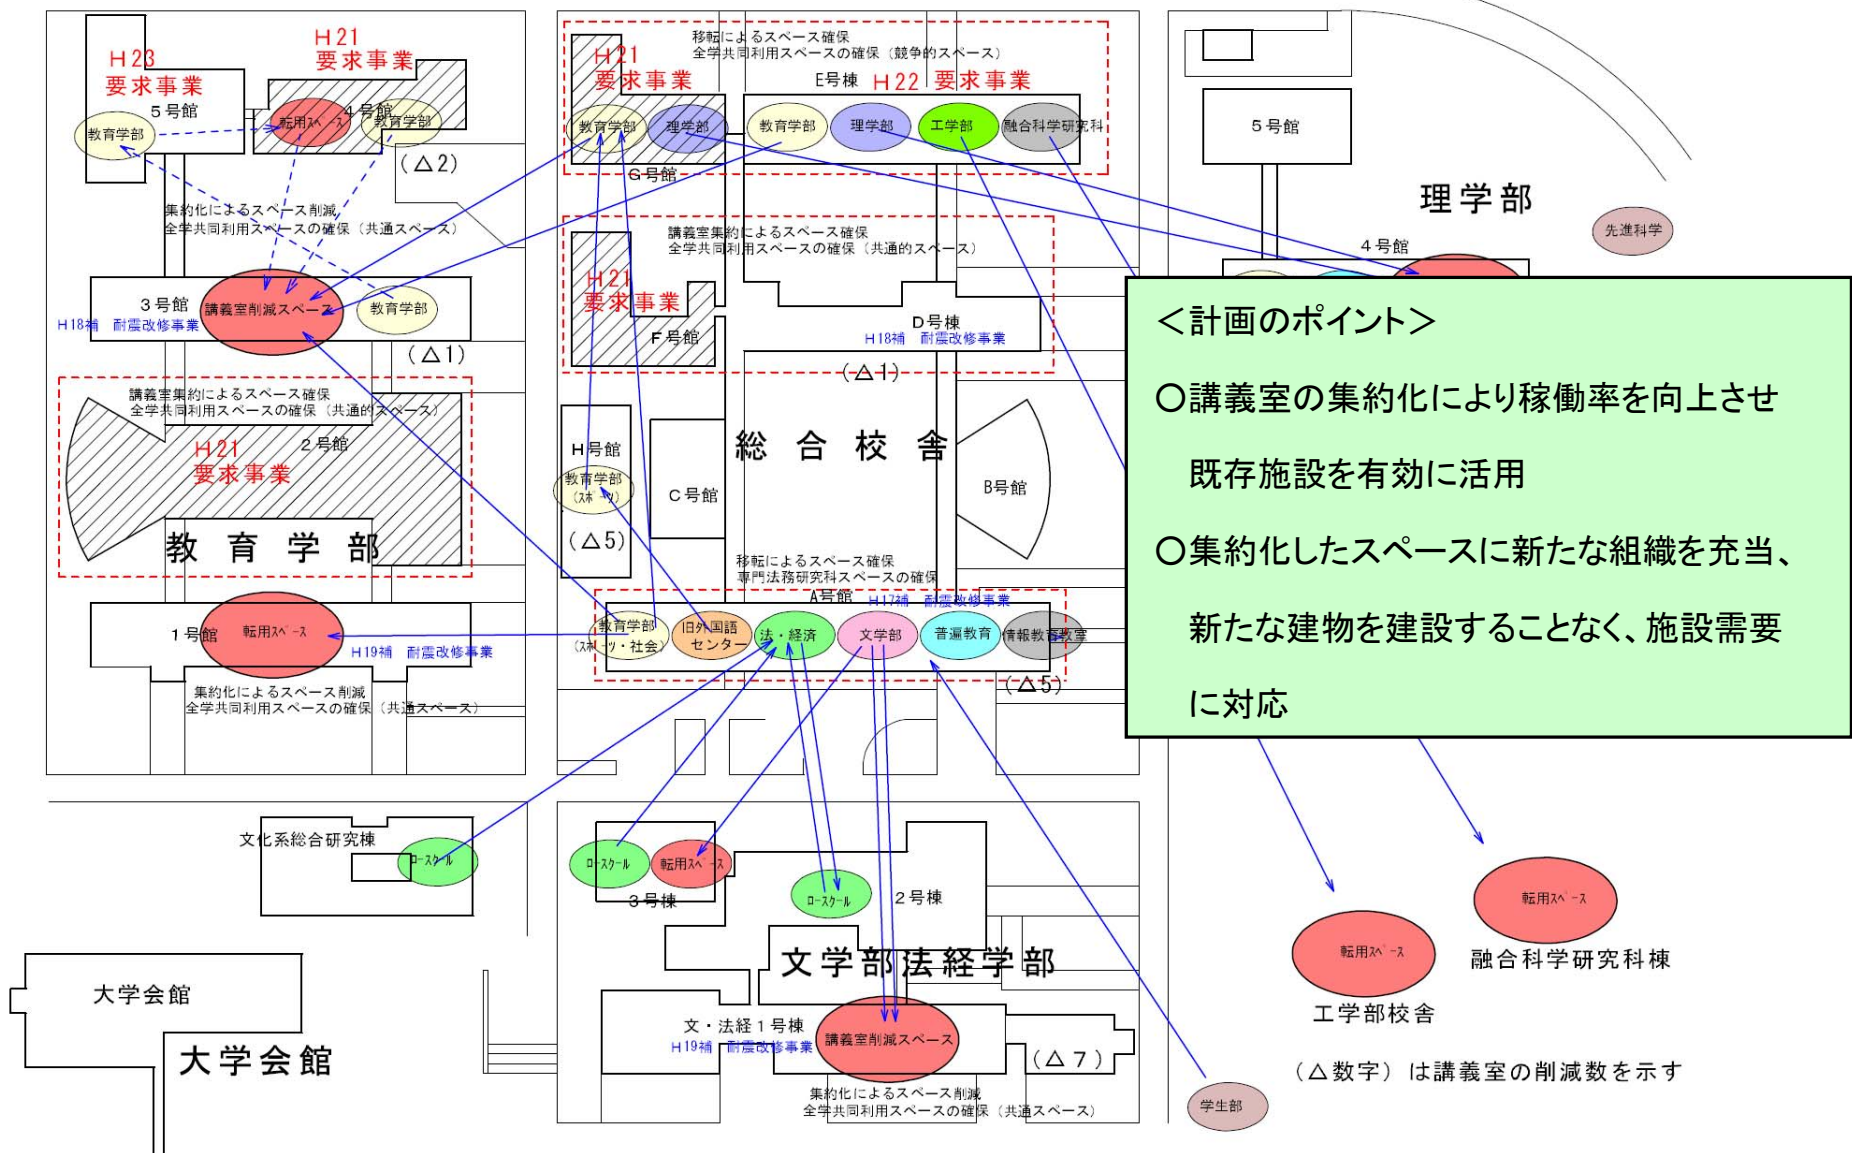 H23
要求事業
5号館
教育学部
H21
要求事業
転用スペース
4号館
教育学部
(△2)
集約化によるスペース削減
全学共同利用スペースの確保（共通スペース）
3号館
H18補　耐震改修事業
講義室削減スペース
教育学部
(△1)
講義室集約によるスペース確保
全学共同利用スペースの確保（共通的スペース）
2号館
H21
要求事業
教育学部
1号館
転用スペース
H19補　耐震改修事業
集約化によるスペース削減
全学共同利用スペースの確保（共通スペース）
移転によるスペース確保
全学共同利用スペースの確保（競争的スペース）
H21
要求事業
E号棟
H22 要求事業
教育学部
理学部
教育学部
理学部
工学部
融合科学研究科
G号館
講義室集約によるスペース確保
全学共同利用スペースの確保（共通的スペース）
H21
要求事業
F号館
D号棟
H18補　耐震改修事業
(△1)
H号館
教育学部
(スポーツ)
(△5)
C号館
総合校舎
B号館
移転によるスペース確保
専門法務研究科スペースの確保
A号館
H17補　耐震改修事業
教育学部
(スポーツ・社会)
旧外国語
センター
法・経済
文学部
普遍教育
情報教育教室
(△5)
5号館
理学部
先進科学
4号館
＜計画のポイント＞
○講義室の集約化により稼働率を向上させ
既存施設を有効に活用
○集約化したスペースに新たな組織を充当、
新たな建物を建設することなく、施設需要
に対応
文化系総合研究棟
ロースクール
ロースクール
転用スペース
3号棟
ロースクール
2号棟
文学部法経学部
文・法経1号棟
H19補　耐震改修事業
講義室削減スペース
(△7)
集約化によるスペース削減
全学共同利用スペースの確保（共通スペース）
大学会館
大学会館
転用スペース
工学部校舎
転用スペース
融合科学研究科棟
（△数字）は講義室の削減数を示す
学生部